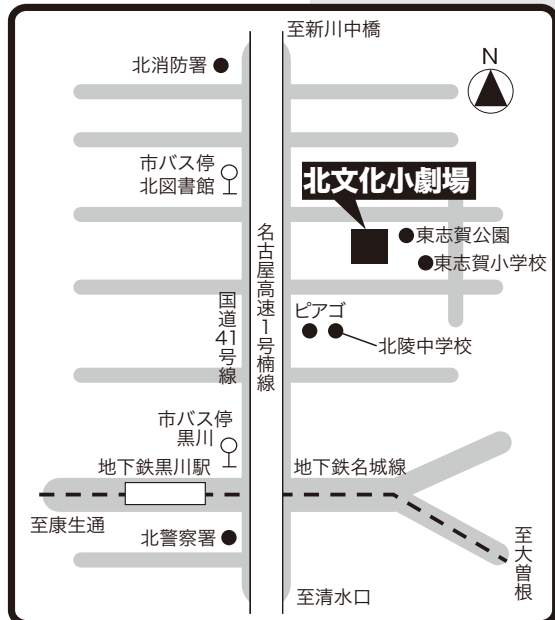 至新川中橋
北消防署
N
市バス停
北図書館
北文化小劇場
東志賀公園
東志賀小学校
名古屋高速1号楠線
国道41号線
ピアゴ
北陵中学校
市バス停
黒川
地下鉄黒川駅
地下鉄名城線
至康生通
北警察署
至大曽根
至清水口